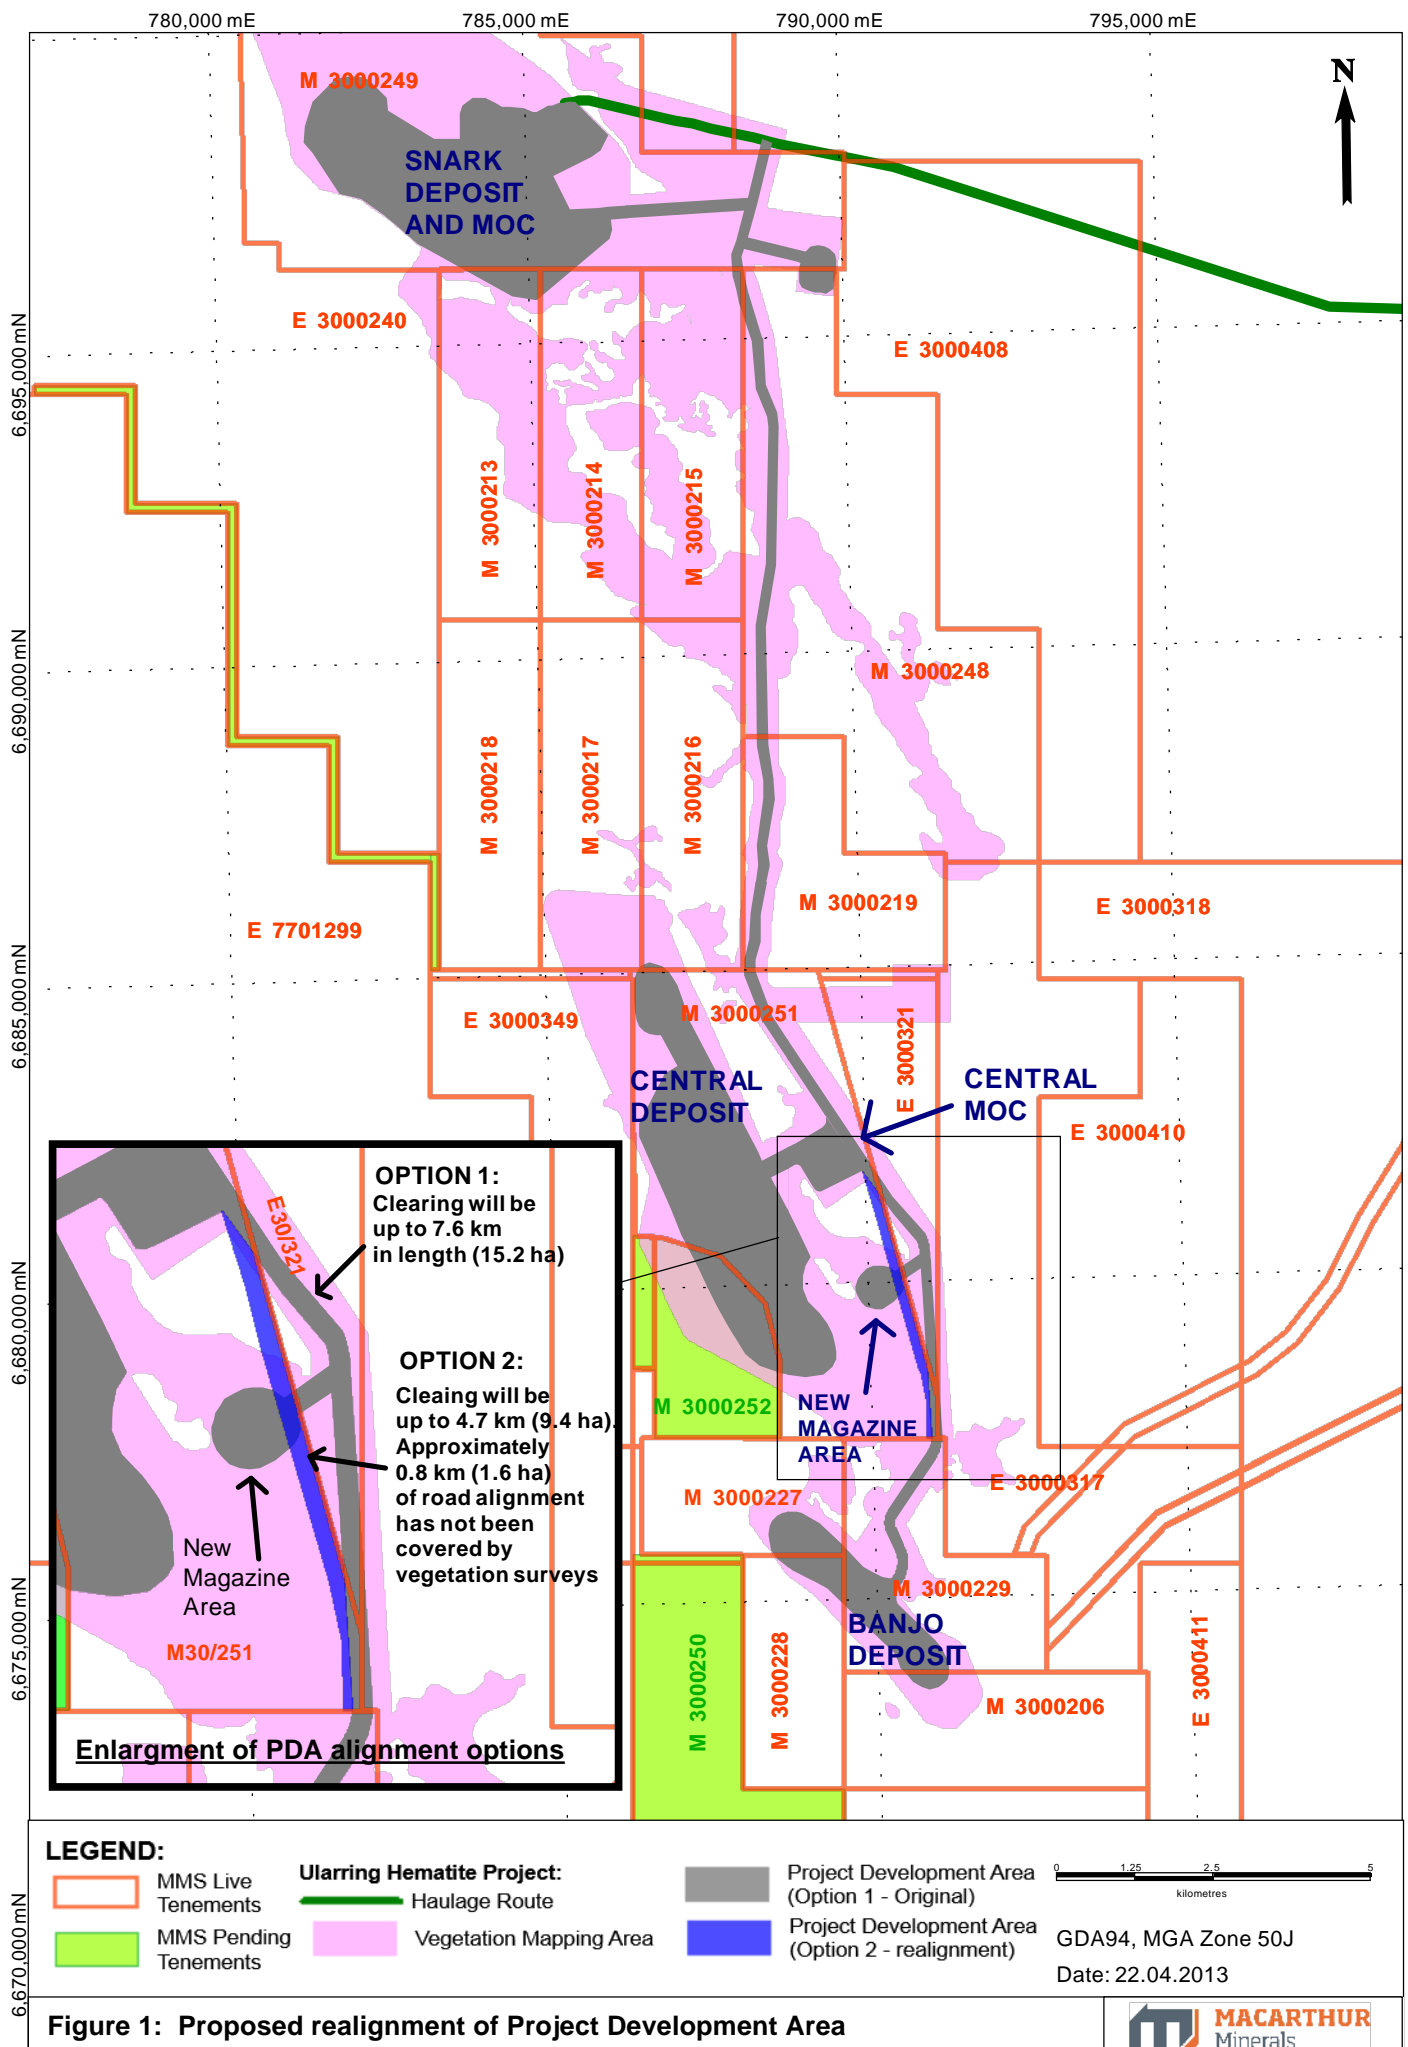 780,000 mE
785,000 mE
790,000 mE
795,000 mE
N
M 3000249
SNARK
DEPOSIT
AND MOC
E 3000240
E 3000408
6,695,000 mN
M 3000213
M 3000214
M 3000215
M 3000248
6,690,000 mN
M 3000218
M 3000217
M 3000216
M 3000219
E 3000318
E 7701299
6,685,000 mN
E 3000349
M 3000251
E 3000321
CENTRAL
DEPOSIT
CENTRAL
MOC
E 3000410
OPTION 1:
Clearing will be
up to 7.6 km
in length (15.2 ha)
E30/321
6,680,000 mN
OPTION 2:
Cleaing will be
up to 4.7 km (9.4 ha).
Approximately
0.8 km (1.6 ha)
of road alignment
has not been
covered by
vegetation surveys
New
Magazine
Area
M30/251
Enlargment of PDA alignment options
M 3000252
NEW
MAGAZINE
AREA
E 3000317
M 3000227
M 3000229
BANJO
DEPOSIT
6,675,000 mN
M 3000250
M 3000228
E 3000411
M 3000206
LEGEND:
MMS Live
Tenements
MMS Pending
Tenements
Ularring Hematite Project:
Haulage Route
Vegetation Mapping Area
Project Development Area
(Option 1 - Original)
Project Development Area
(Option 2 - realignment)
0 1.25 2.5 5
kilometres
GDA94, MGA Zone 50J
Date: 22.04.2013
6,670,000 mN
Figure 1: Proposed realignment of Project Development Area
MACARTHUR
Minerals